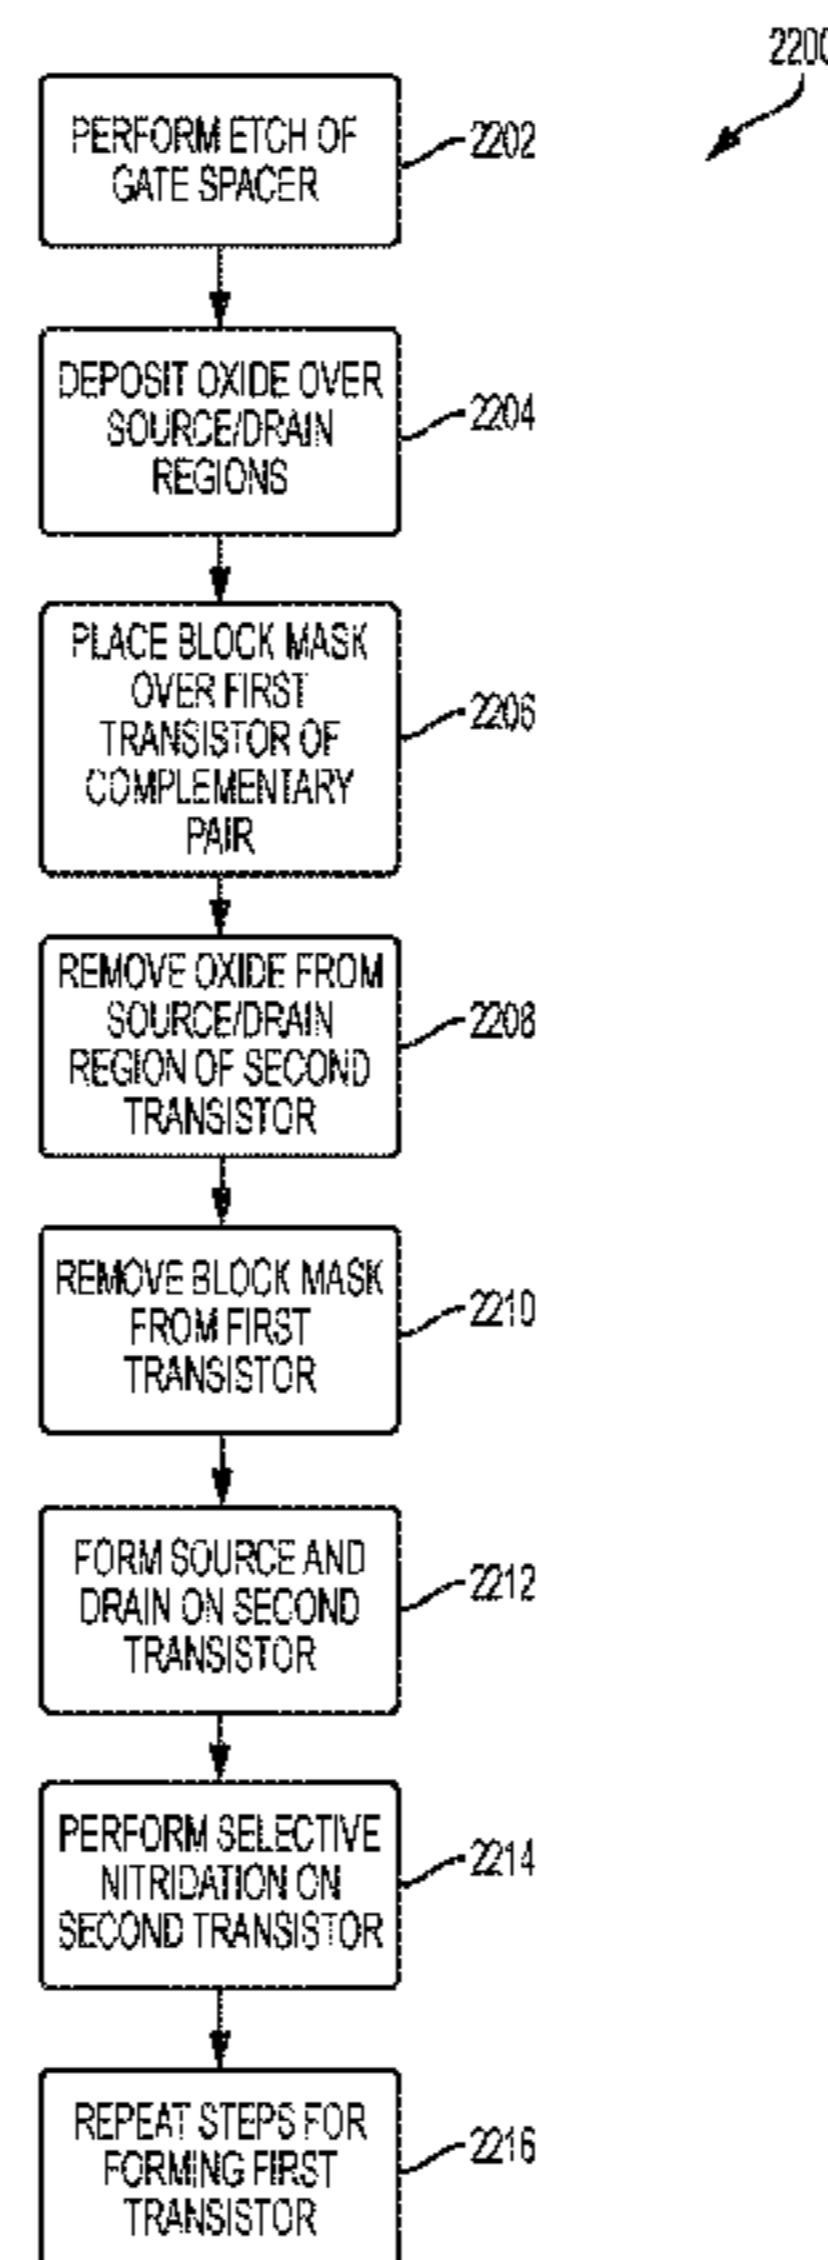 2200
PERFORM ETCH OF
GATE SPACER
2202
DEPOSIT OXIDE OVER
SOURCE/DRAIN
REGIONS
2204
PLACE BLOCK MASK
OVER FIRST
TRANSISTOR OF
COMPLEMENTARY
PAIR
2206
REMOVE OXIDE FROM
SOURCE/DRAIN
REGION OF SECOND
TRANSISTOR
2208
REMOVE BLOCK MASK
FROM FIRST
TRANSISTOR
2210
FORM SOURCE AND
DRAIN ON SECOND
TRANSISTOR
2212
PERFORM SELECTIVE
NITRIDATION ON
SECOND TRANSISTOR
2214
REPEAT STEPS FOR
FORMING FIRST
TRANSISTOR
2216